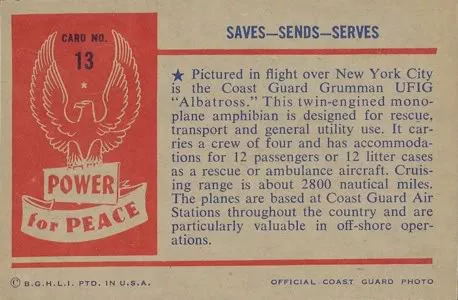 CARD NO.
13
POWER
for PEACE
SAVES—SENDS—SERVES
★ Pictured in flight over New York City
is the Coast Guard Grumman UFIG
"Albatross." This twin-engined mono-
plane amphibian is designed for rescue,
transport and general utility use. It car-
ries a crew of four and has accommoda-
tions for 12 passengers or 12 litter cases
as a rescue or ambulance aircraft. Cruis-
ing range is about 2800 nautical miles.
The planes are based at Coast Guard Air
Stations throughout the country and are
particularly valuable in off-shore oper-
ations.
© B.G.H.L.I. PTD. IN U.S.A.
OFFICIAL COAST GUARD PHOTO